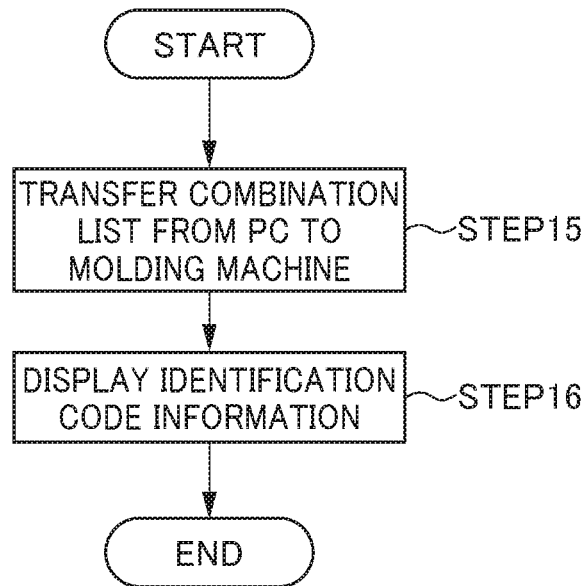 START
TRANSFER COMBINATION
LIST FROM PC TO
MOLDING MACHINE
STEP15
DISPLAY IDENTIFICATION
CODE INFORMATION
STEP16
END